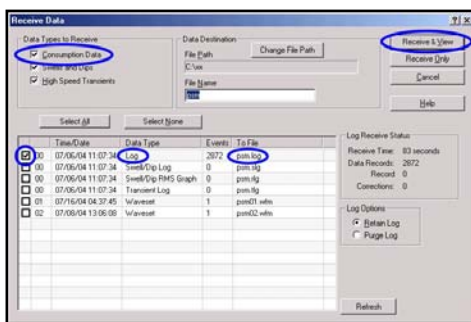 Receive Data
Data Types to Receive
Consumption Data
Swells and Dips
High Speed Transients
Data Destination
File Path
Change File Path
C:\xx
File Name
psm
Receive & View
Receive Only
Cancel
Help
Select All
Select None
Time/Date Data Type Events To File
00 07/06/04 11:07:34 Log 2872 psm.log
00 07/06/04 11:07:34 Swell/Dip Log 0 psm.slg
00 07/06/04 11:07:34 Swell/Dip RMS Graph 0 psm.rlg
00 07/06/04 11:07:34 Transient Log 0 psm.tlg
01 07/16/04 04:37:45 Waveset 1 psm01.wfm
02 07/08/04 13:06:08 Waveset 1 psm02.wfm
Log Receive Status
Receive Time: 83 seconds
Data Records: 2872
Record 0
Corrections: 0
Log Options
Retain Log
Purge Log
Refresh